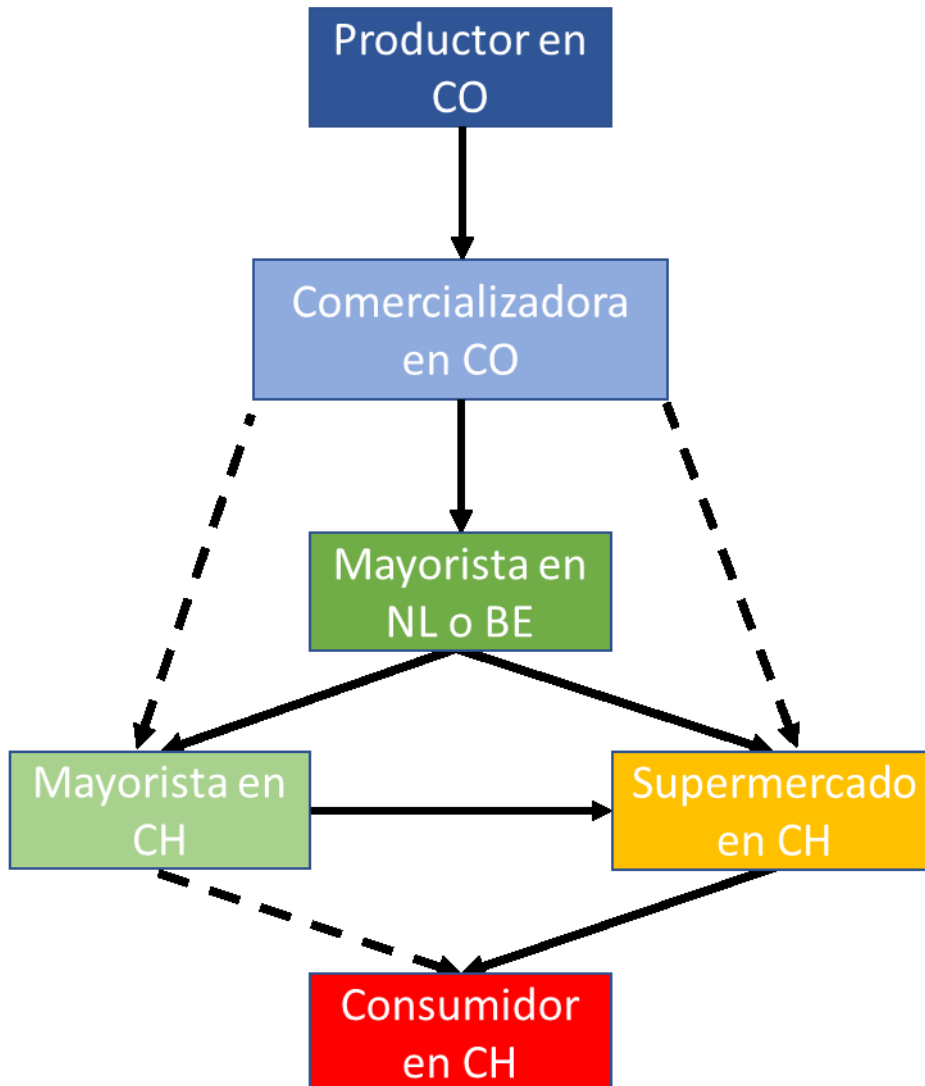 Productor en
CO
Comercializadora
en CO
Mayorista en
NL o BE
Mayorista en
CH
Supermercado
en CH
Consumidor
en CH